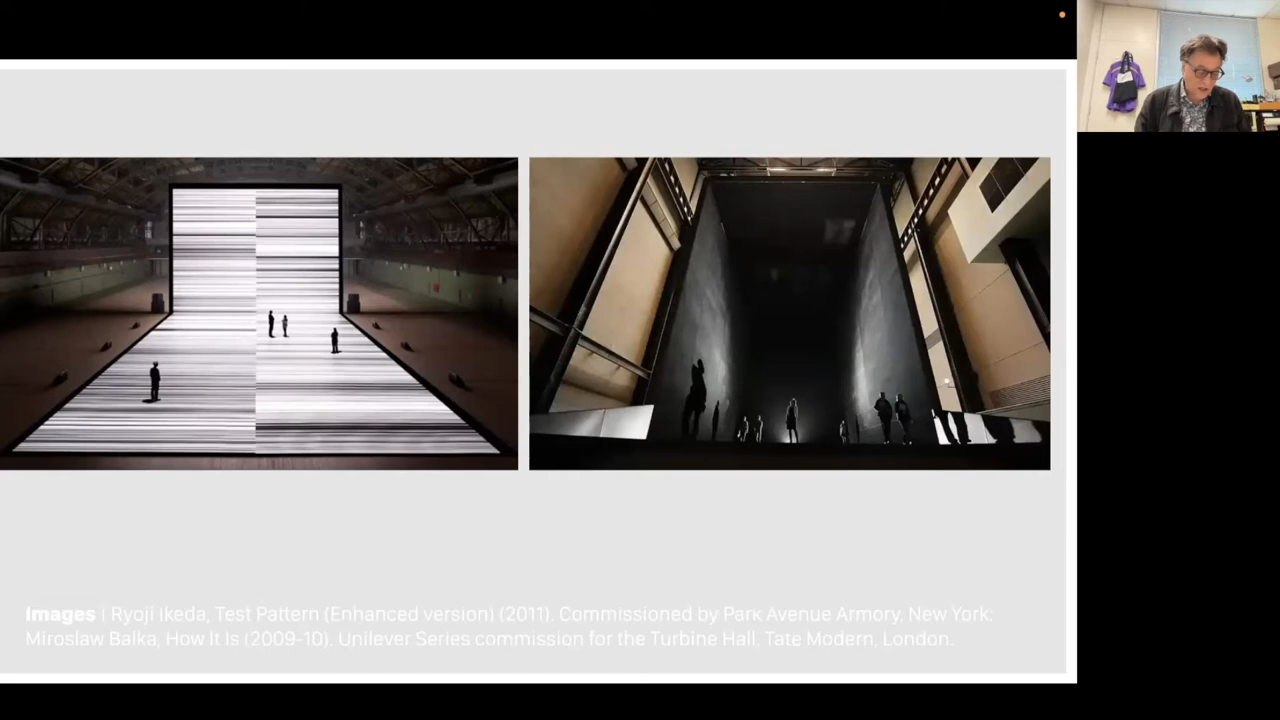 Images | Ryoji Ikeda, Test Pattern (Enhanced version) (2011). Commissioned by Park Avenue Armory, New York;
Miroslaw Balka, How It Is (2009-10). Unilever Series commission for the Turbine Hall, Tate Modern, London.